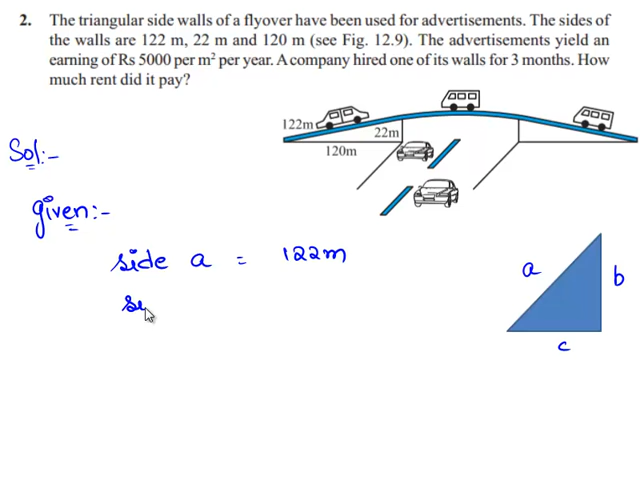 2. The triangular side walls of a flyover have been used for advertisements. The sides of
the walls are 122 m, 22 m and 120 m (see Fig. 12.9). The advertisements yield an
earning of Rs 5000 per m² per year. A company hired one of its walls for 3 months. How
much rent did it pay?
122m
22m
120m
Sol:-
given:-
side a = 122m
a
b
c